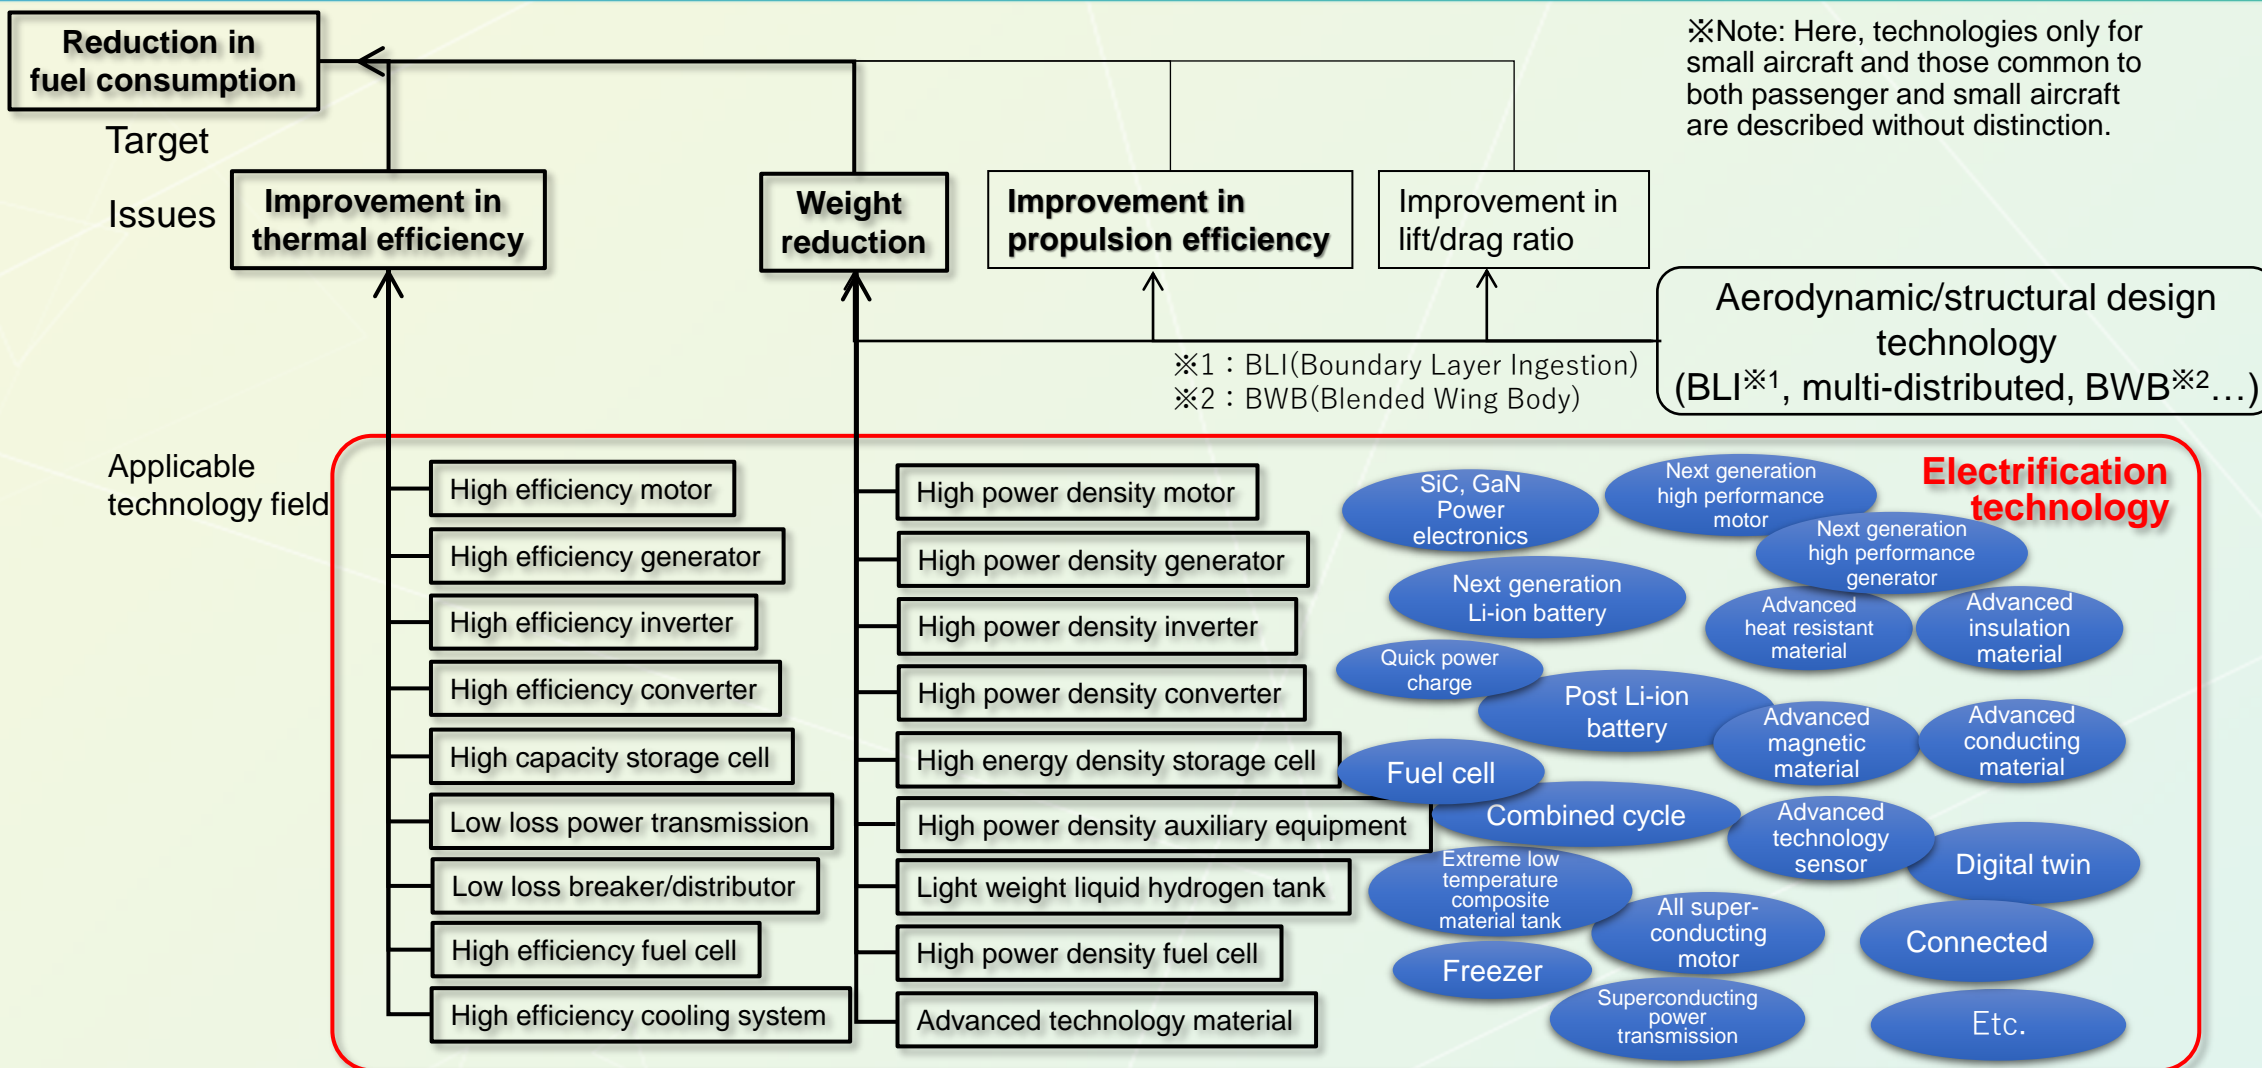 Reduction in
fuel consumption
※Note: Here, technologies only for
small aircraft and those common to
both passenger and small aircraft
are described without distinction.
Target
Issues
Improvement in
thermal efficiency
Weight
reduction
Improvement in
propulsion efficiency
Improvement in
lift/drag ratio
Aerodynamic/structural design
technology
(BLI※1, multi-distributed, BWB※2…)
※1：BLI(Boundary Layer Ingestion)
※2：BWB(Blended Wing Body)
Applicable
technology field
Electrification
technology
High efficiency motor
High efficiency generator
High efficiency inverter
High efficiency converter
High capacity storage cell
Low loss power transmission
Low loss breaker/distributor
High efficiency fuel cell
High efficiency cooling system
High power density motor
High power density generator
High power density inverter
High power density converter
High energy density storage cell
High power density auxiliary equipment
Light weight liquid hydrogen tank
High power density fuel cell
Advanced technology material
SiC, GaN
Power
electronics
Next generation
high performance
motor
Next generation
high performance
generator
Next generation
Li-ion battery
Advanced
heat resistant
material
Advanced
insulation
material
Quick power
charge
Post Li-ion
battery
Advanced
magnetic
material
Advanced
conducting
material
Fuel cell
Combined cycle
Advanced
technology
sensor
Digital twin
Extreme low
temperature
composite
material tank
All super-
conducting
motor
Connected
Freezer
Superconducting
power
transmission
Etc.